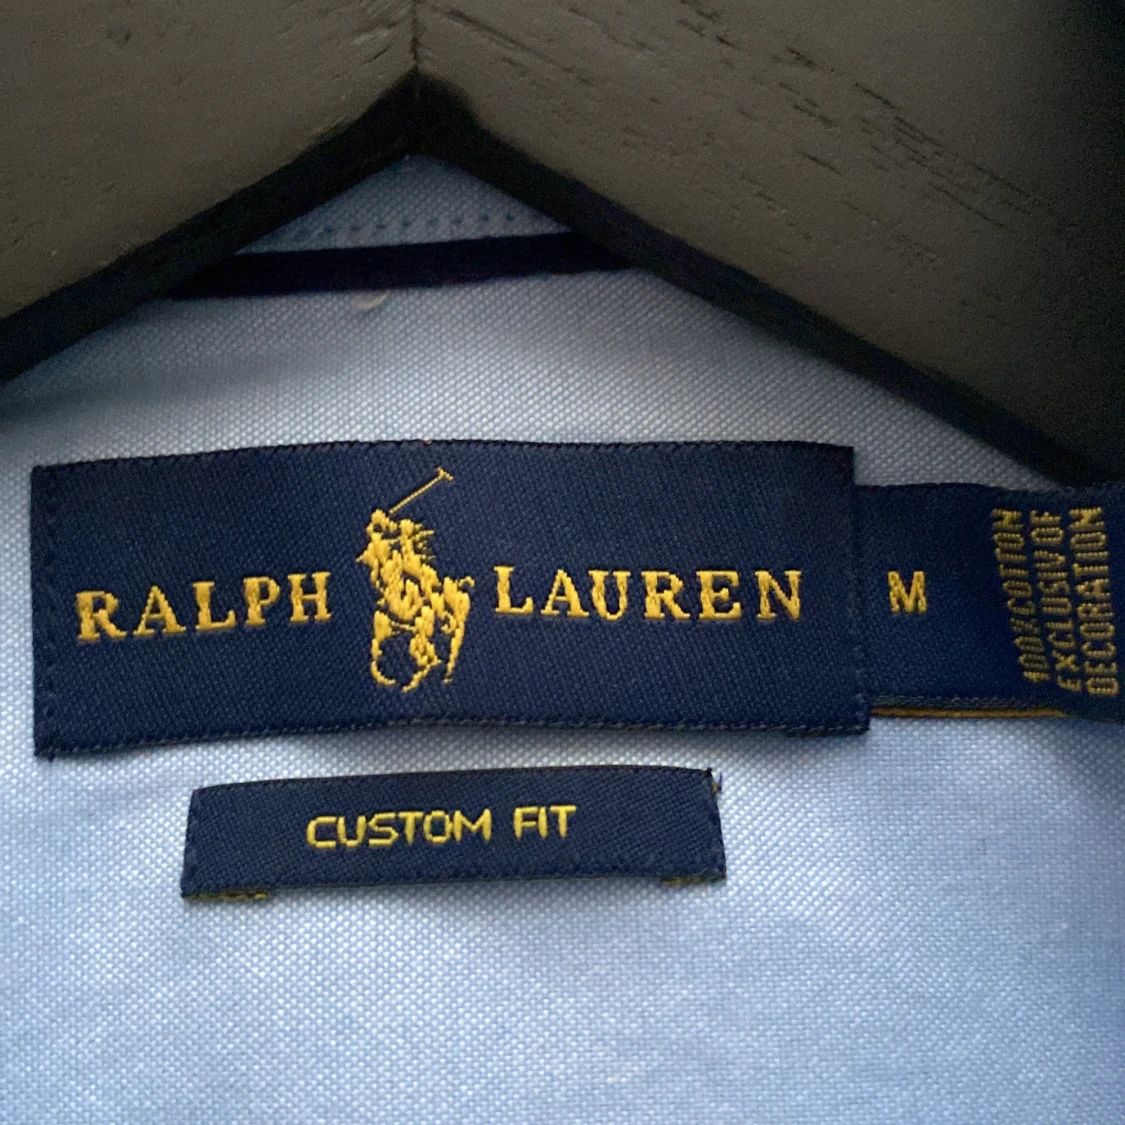 RALPH LAUREN
M
100%COTTON
EXCLUSIVE OF
DECORATION
CUSTOM FIT